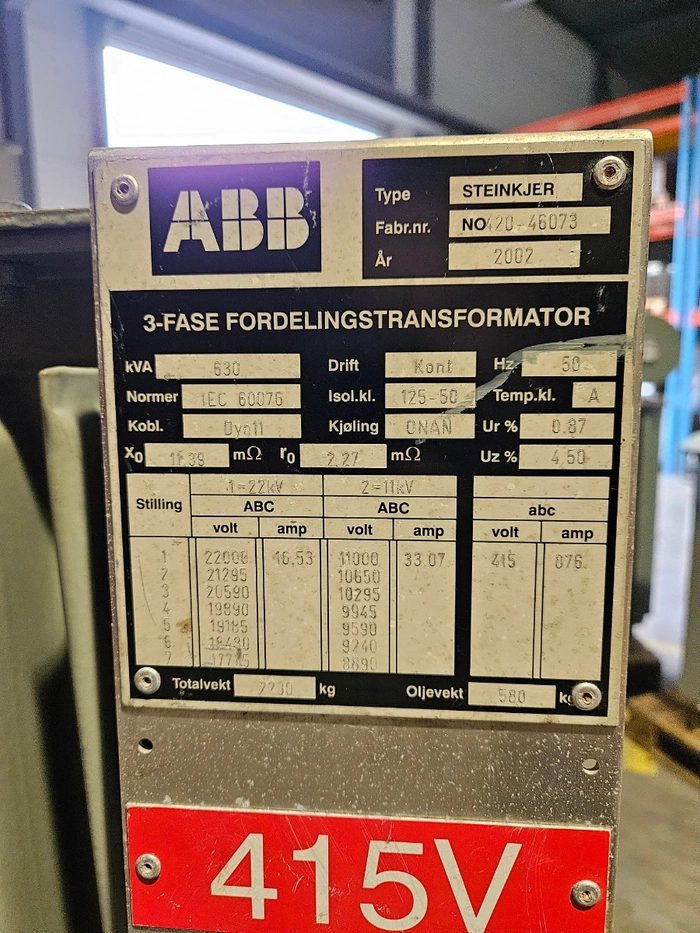 ABB
Type STEINKJER
Fabr.nr. NO420-46073
År 2002
3-FASE FORDELINGSTRANSFORMATOR
kVA 630 Drift Kont Hz 50
Normer IEC 60076 Isol.kl. 125-50 Temp.kl. A
Kobl. Dyn11 Kjøling ONAN Ur % 0.87
X0 mΩ r0 2.27 mΩ Uz % 4.50
Stilling 1=22kV 2=11kV
ABC ABC abc
volt amp volt amp volt amp
1 22000 16.53 11000 33.07 415 876
2 21295 10650
3 20590 10295
4 19890 9945
5 19185 9590
6 18480 9240
7 17775 8890
Totalvekt 2230 kg Oljevekt 580 kg
415V